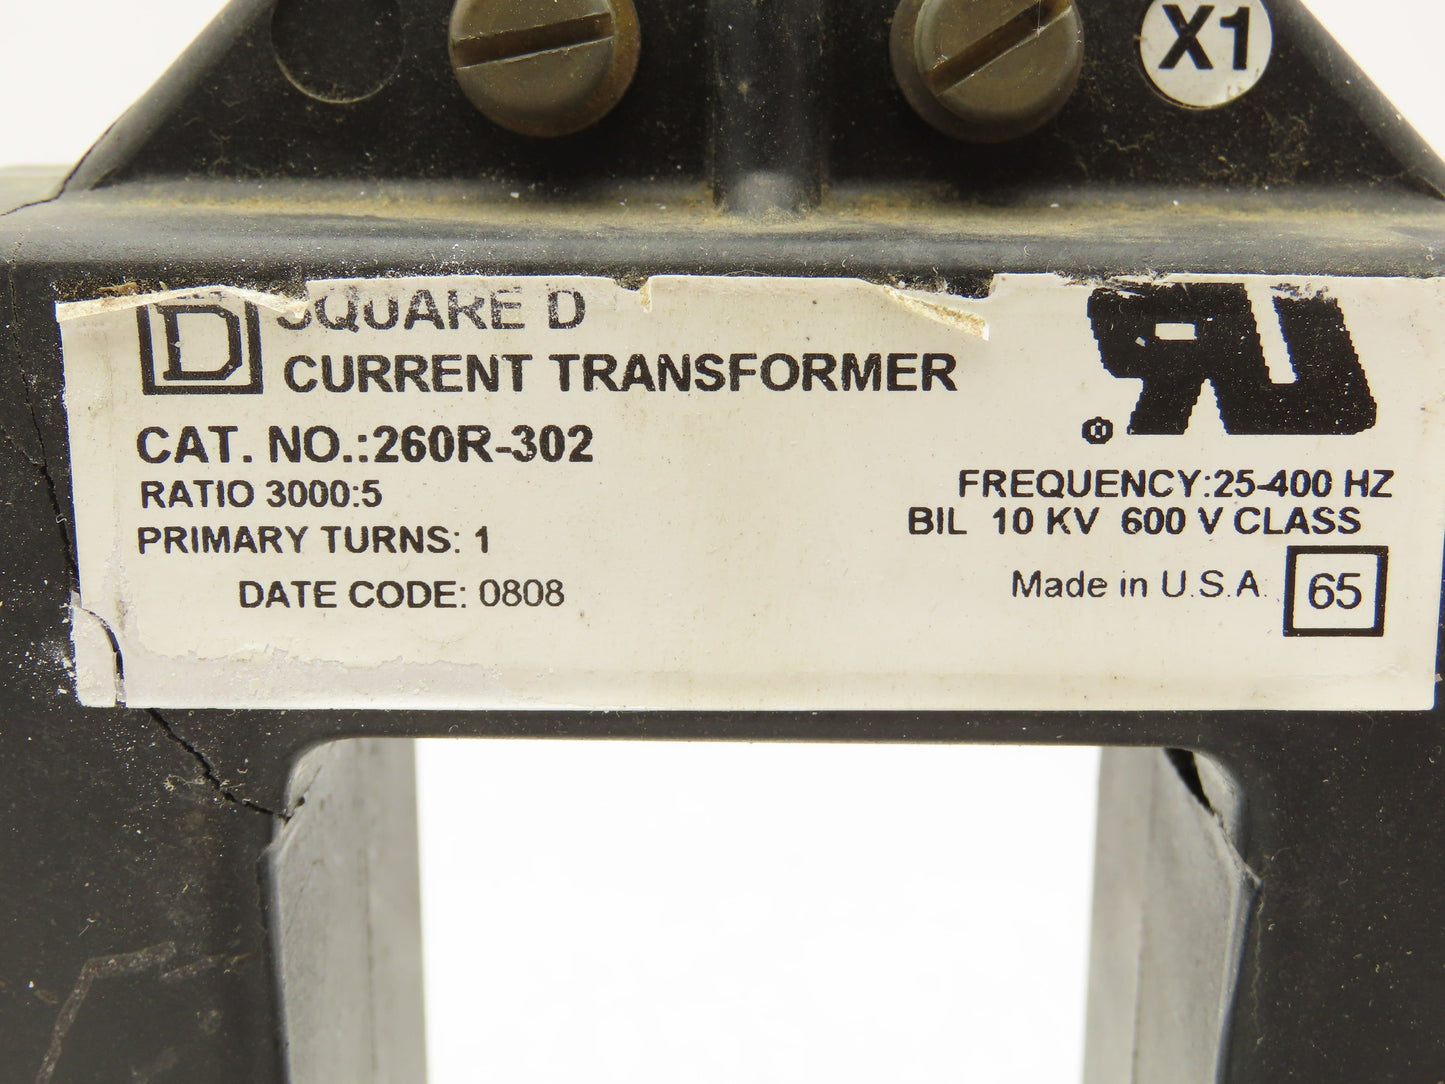 X1
D SQUARE D
CURRENT TRANSFORMER
CAT. NO.:260R-302
RATIO 3000:5
PRIMARY TURNS: 1
DATE CODE: 0808
RU
®
FREQUENCY:25-400 HZ
BIL 10 KV 600 V CLASS
Made in U.S.A.
65